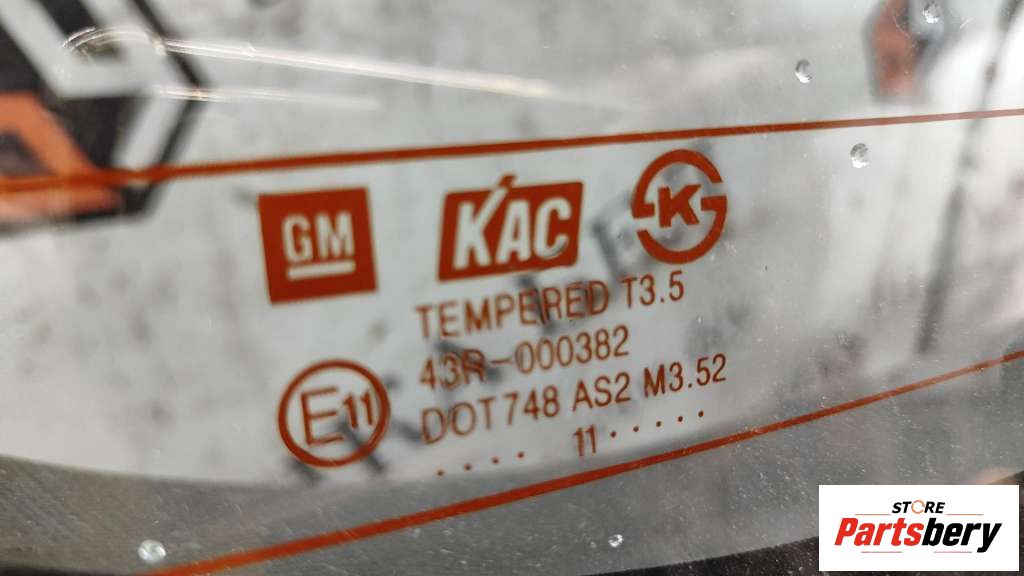 GM KAC K
TEMPERED T3.5
43R-000382
E11 DOT748 AS2 M3.52
.... 11 .....
STORE
Partsbery